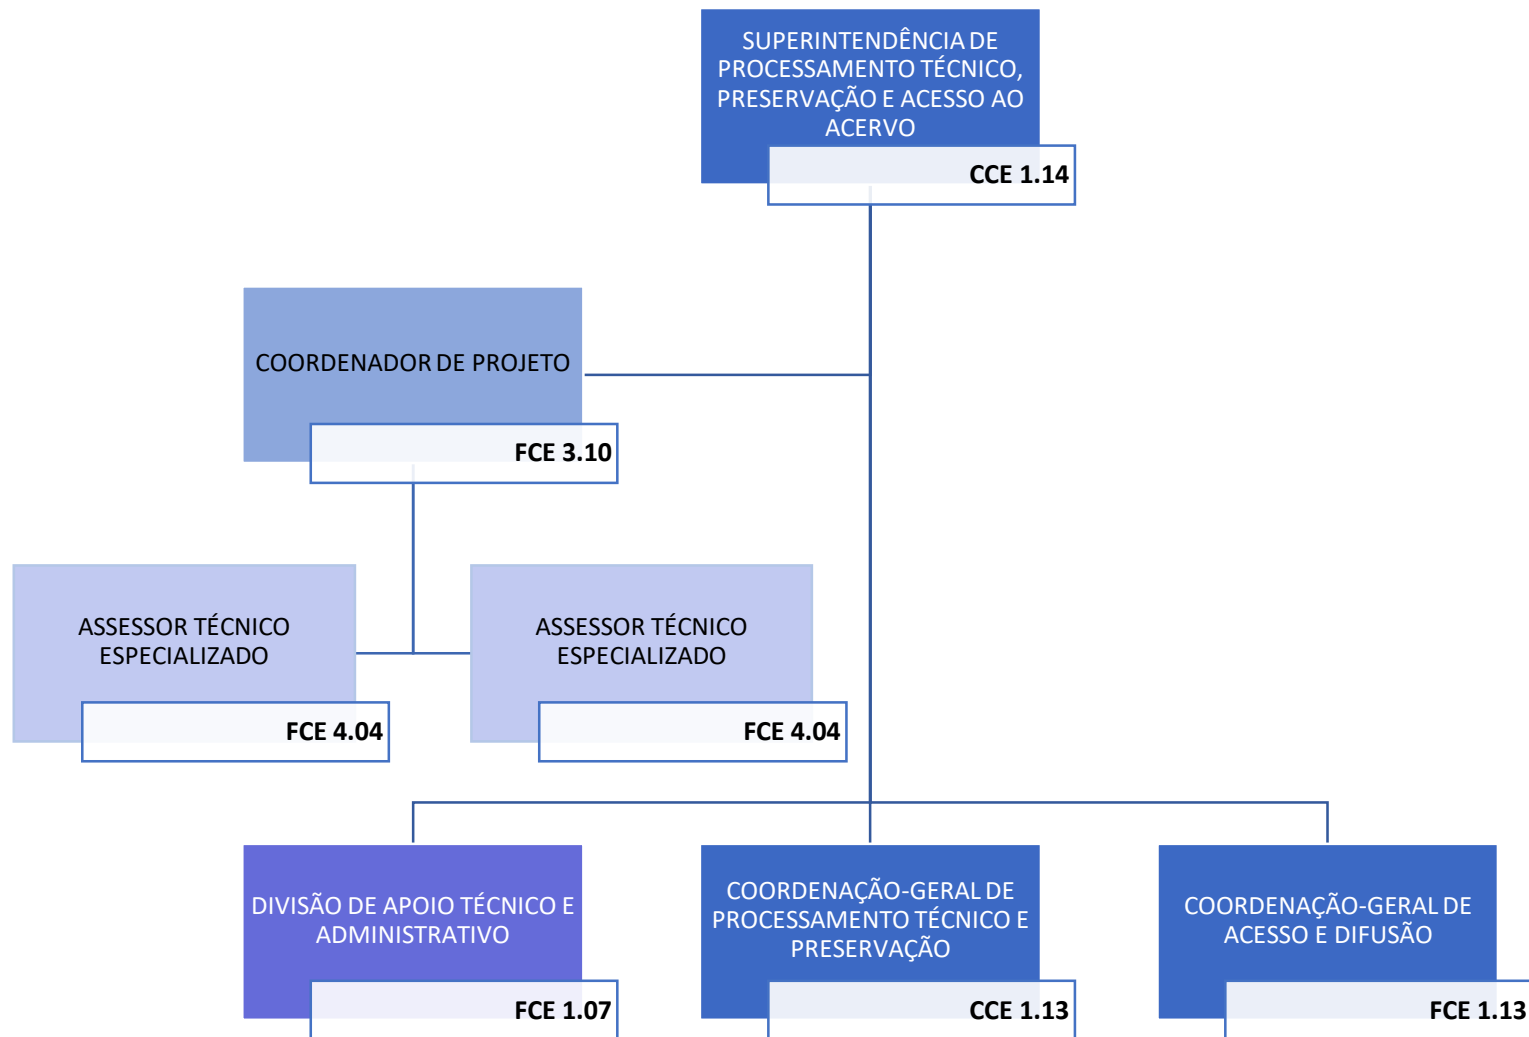 SUPERINTENDÊNCIA DE
PROCESSAMENTO TÉCNICO,
PRESERVAÇÃO E ACESSO AO
ACERVO
CCE 1.14
COORDENADOR DE PROJETO
FCE 3.10
ASSESSOR TÉCNICO
ESPECIALIZADO
FCE 4.04
ASSESSOR TÉCNICO
ESPECIALIZADO
FCE 4.04
DIVISÃO DE APOIO TÉCNICO E
ADMINISTRATIVO
FCE 1.07
COORDENAÇÃO-GERAL DE
PROCESSAMENTO TÉCNICO E
PRESERVAÇÃO
CCE 1.13
COORDENAÇÃO-GERAL DE
ACESSO E DIFUSÃO
FCE 1.13